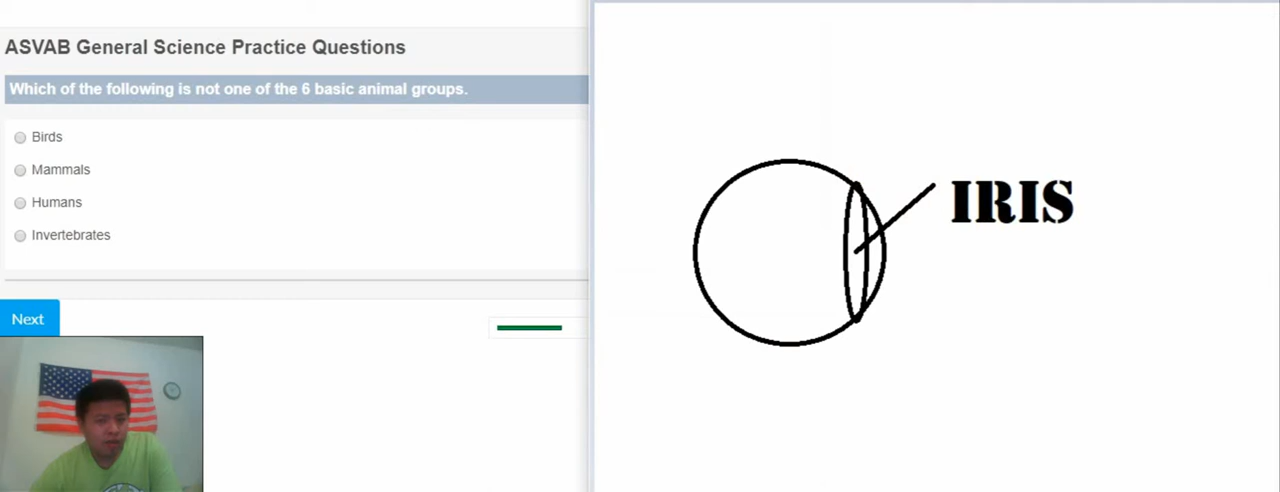 ASVAB General Science Practice Questions
Which of the following is not one of the 6 basic animal groups.
Birds
Mammals
Humans
Invertebrates
Next
IRIS